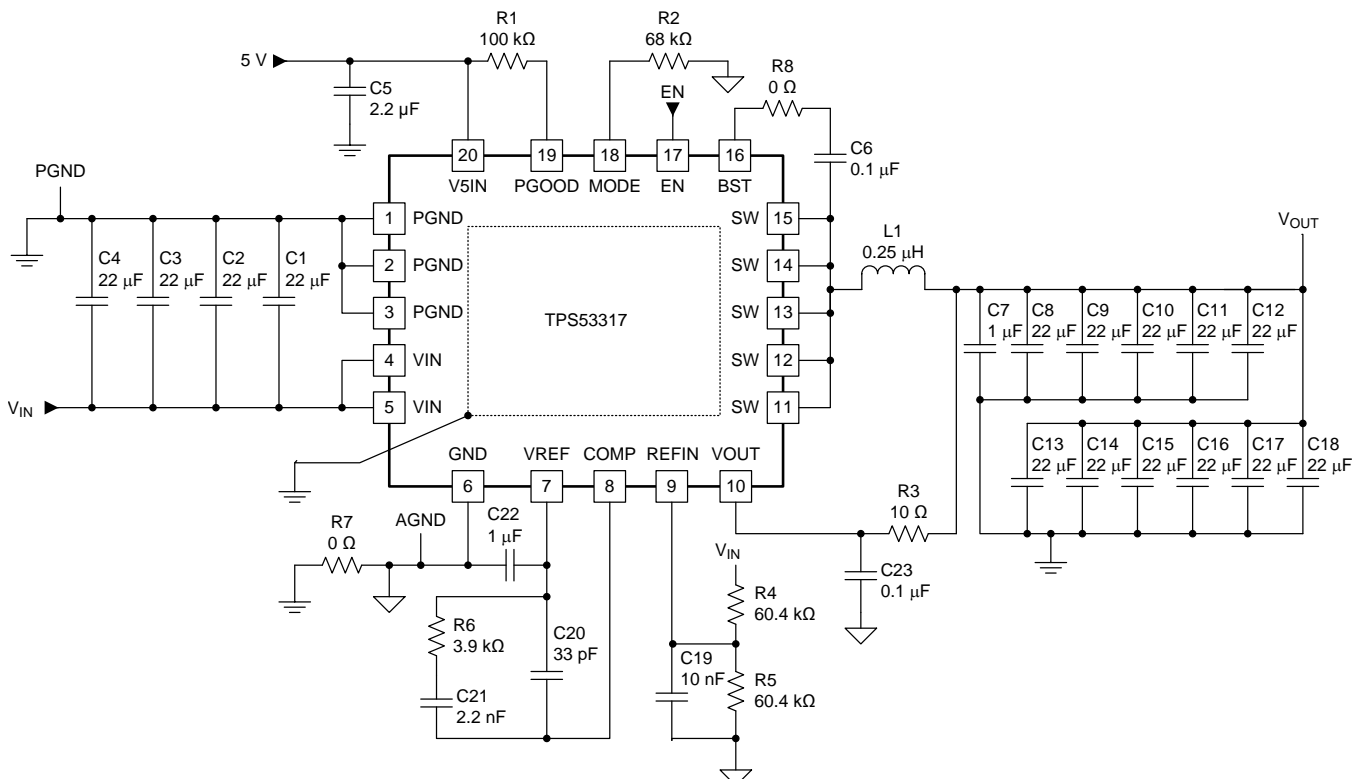 R1
100 kΩ
R2
68 kΩ
5 V
C5
2.2 µF
EN
R8
0 Ω
C6
0.1 µF
20
19
18
17
16
V5IN
PGOOD
MODE
EN
BST
PGND
1
PGND
2
PGND
3
PGND
4
VIN
5
VIN
C4
22 µF
C3
22 µF
C2
22 µF
C1
22 µF
VIN
TPS53317
SW
15
SW
14
SW
13
SW
12
SW
11
L1
0.25 µH
VOUT
C7
1 µF
C8
22 µF
C9
22 µF
C10
22 µF
C11
22 µF
C12
22 µF
C13
22 µF
C14
22 µF
C15
22 µF
C16
22 µF
C17
22 µF
C18
22 µF
GND
VREF
COMP
REFIN
VOUT
6
7
8
9
10
R3
10 Ω
C23
0.1 µF
R7
0 Ω
AGND
C22
1 µF
R6
3.9 kΩ
C20
33 pF
C21
2.2 nF
VIN
R4
60.4 kΩ
C19
10 nF
R5
60.4 kΩ